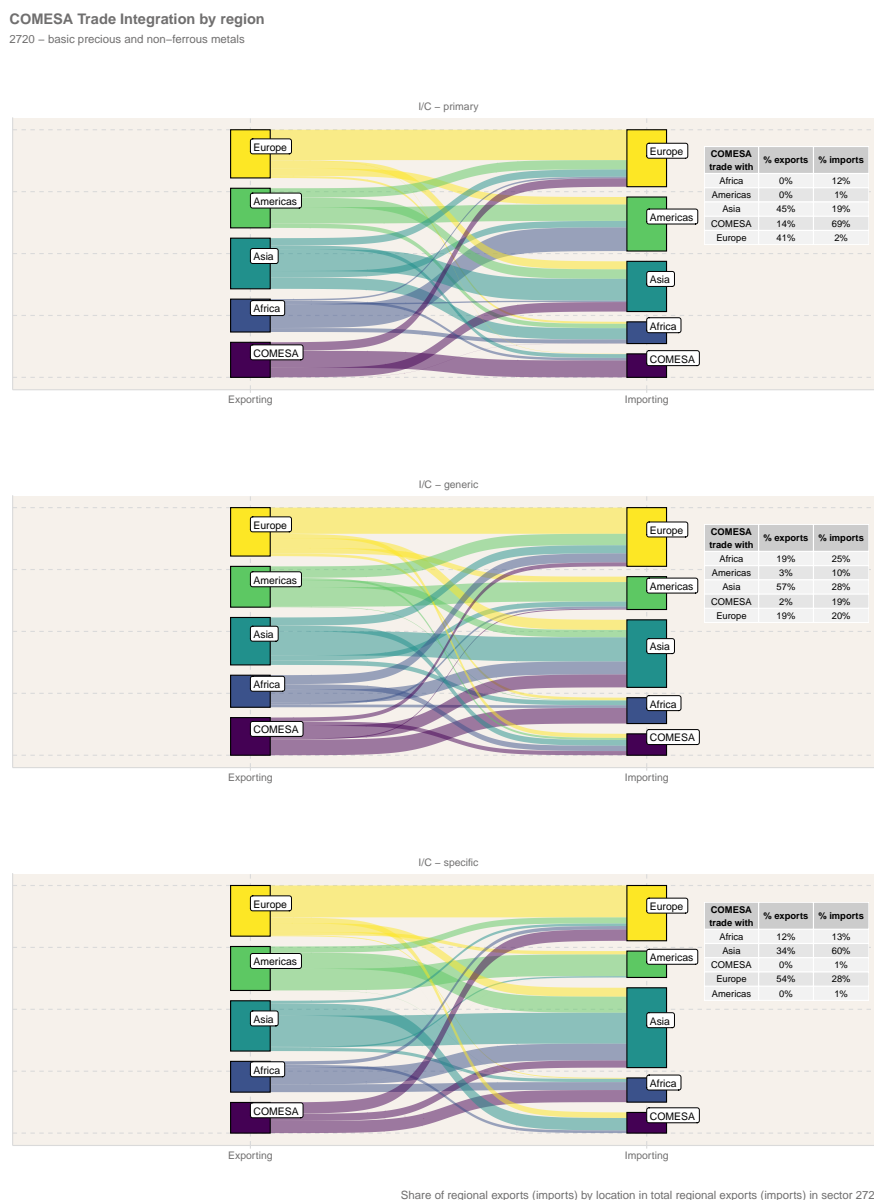 COMESA Trade Integration by region
2720 – basic precious and non–ferrous metals
I/C – primary
Europe
Americas
Asia
Africa
COMESA
Europe
Americas
Asia
Africa
COMESA
COMESA trade with % exports % imports
Africa 0% 12%
Americas 0% 1%
Asia 45% 19%
COMESA 14% 69%
Europe 41% 2%
Exporting Importing
I/C – generic
Europe
Americas
Asia
Africa
COMESA
Europe
Americas
Asia
Africa
COMESA
COMESA trade with % exports % imports
Africa 19% 25%
Americas 3% 10%
Asia 57% 28%
COMESA 2% 19%
Europe 19% 20%
Exporting Importing
I/C – specific
Europe
Americas
Asia
Africa
COMESA
Europe
Americas
Asia
Africa
COMESA
COMESA trade with % exports % imports
Africa 12% 13%
Asia 34% 60%
COMESA 0% 1%
Europe 54% 28%
Americas 0% 1%
Exporting Importing
Share of regional exports (imports) by location in total regional exports (imports) in sector 272